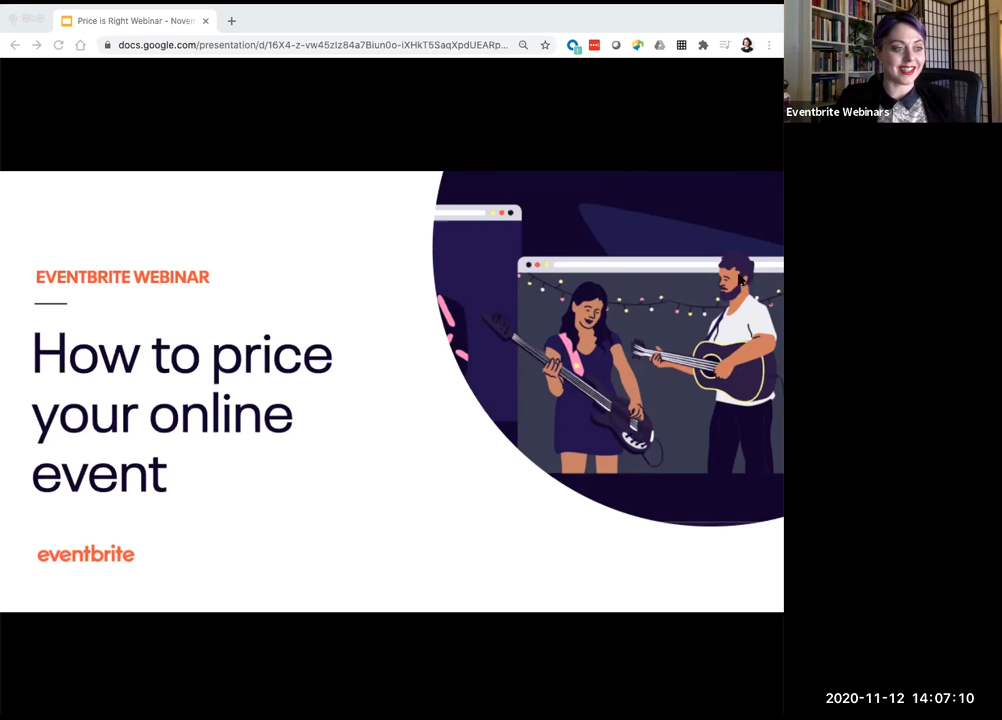 Price is Right Webinar - Noven
docs.google.com/presentation/d/16X4-z-vw45zIz84a7Biun0o-iXHkT5SaqXpdUEARp...
Eventbrite Webinars
EVENTBRITE WEBINAR
How to price
your online
event
eventbrite
2020-11-12 14:07:10